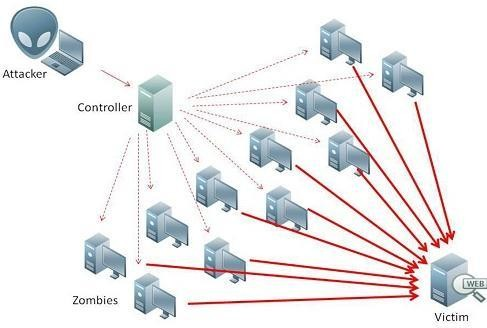 Attacker
Controller
Zombies
WEB
Victim